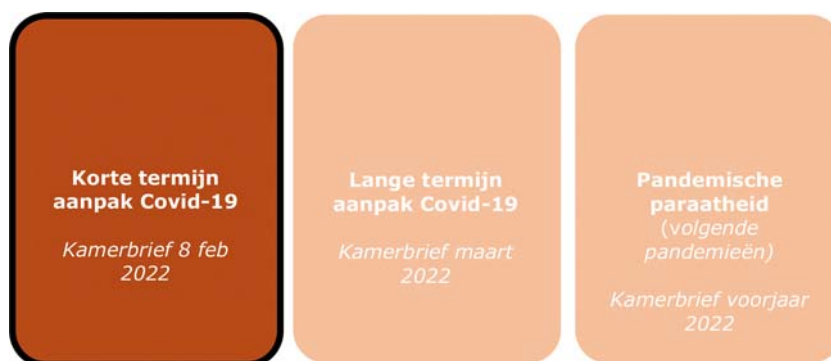 Korte termijn
aanpak Covid-19
Kamerbrief 8 feb
2022
Lange termijn
aanpak Covid-19
Kamerbrief maart
2022
Pandemische
paraatheid
(volgende
pandemieën)
Kamerbrief voorjaar
2022